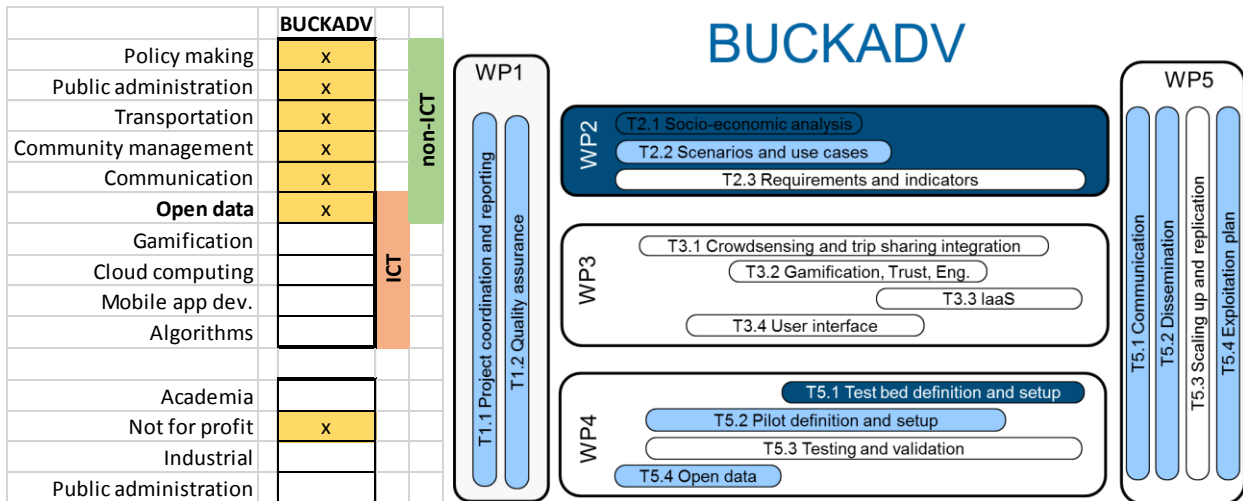 BUCKADV
Policy making x
Public administration x
Transportation x
Community management x
Communication x
Open data x
Gamification
Cloud computing
Mobile app dev.
Algorithms
non-ICT
ICT
Academia
Not for profit x
Industrial
Public administration
BUCKADV
WP1
T1.1 Project coordination and reporting
T1.2 Quality assurance
WP2
T2.1 Socio-economic analysis
T2.2 Scenarios and use cases
T2.3 Requirements and indicators
WP3
T3.1 Crowdsensing and trip sharing integration
T3.2 Gamification, Trust, Eng.
T3.3 IaaS
T3.4 User interface
WP4
T5.1 Test bed definition and setup
T5.2 Pilot definition and setup
T5.3 Testing and validation
T5.4 Open data
WP5
T5.1 Communication
T5.2 Dissemination
T5.3 Scaling up and replication
T5.4 Exploitation plan